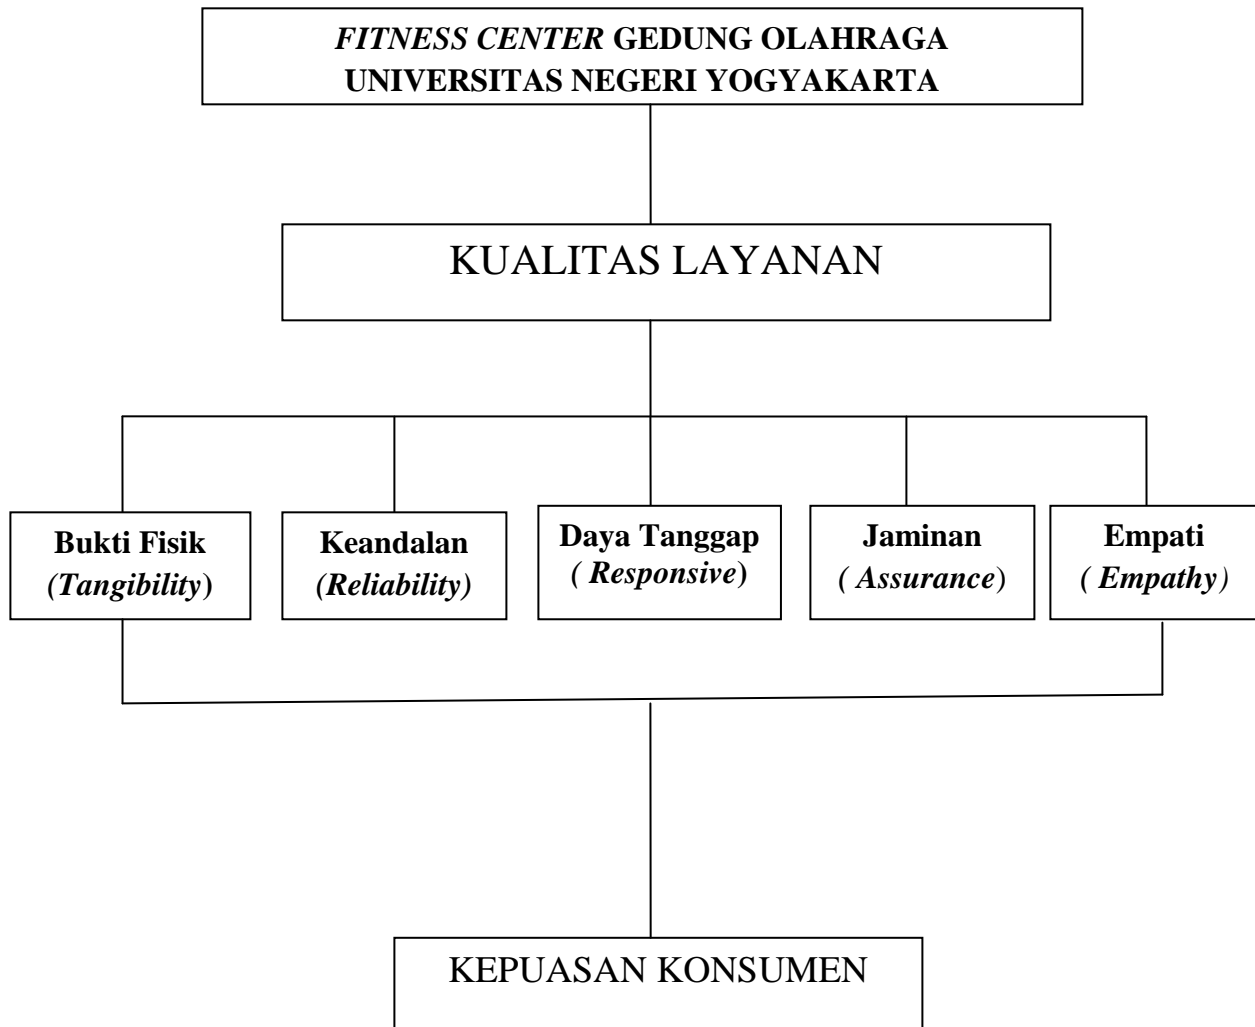 FITNESS CENTER GEDUNG OLAHRAGA
UNIVERSITAS NEGERI YOGYAKARTA
KUALITAS LAYANAN
Bukti Fisik
(Tangibility)
Keandalan
(Reliability)
Daya Tanggap
( Responsive)
Jaminan
( Assurance)
Empati
( Empathy)
KEPUASAN KONSUMEN